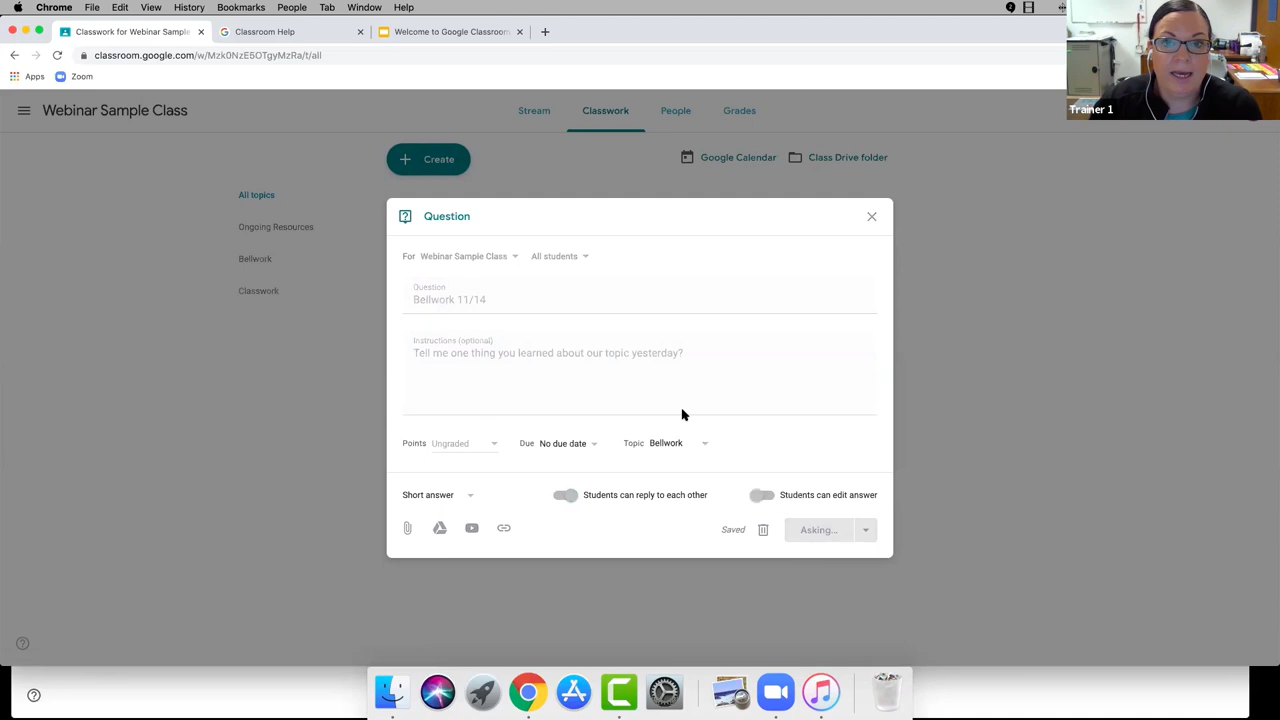 Chrome File Edit View History Bookmarks People Tab Window Help
Classwork for Webinar Sample Classroom Help Welcome to Google Classroom
classroom.google.com/w/Mzk0NzE5OTgyMzRa/t/all
Apps Zoom
Trainer 1
Webinar Sample Class Stream Classwork People Grades
Create Google Calendar Class Drive folder
All topics
Ongoing Resources
Bellwork
Classwork
Question
For Webinar Sample Class All students
Question
Bellwork 11/14
Instructions (optional)
Tell me one thing you learned about our topic yesterday?
Points Ungraded Due No due date Topic Bellwork
Short answer Students can reply to each other Students can edit answer
Saved Asking...